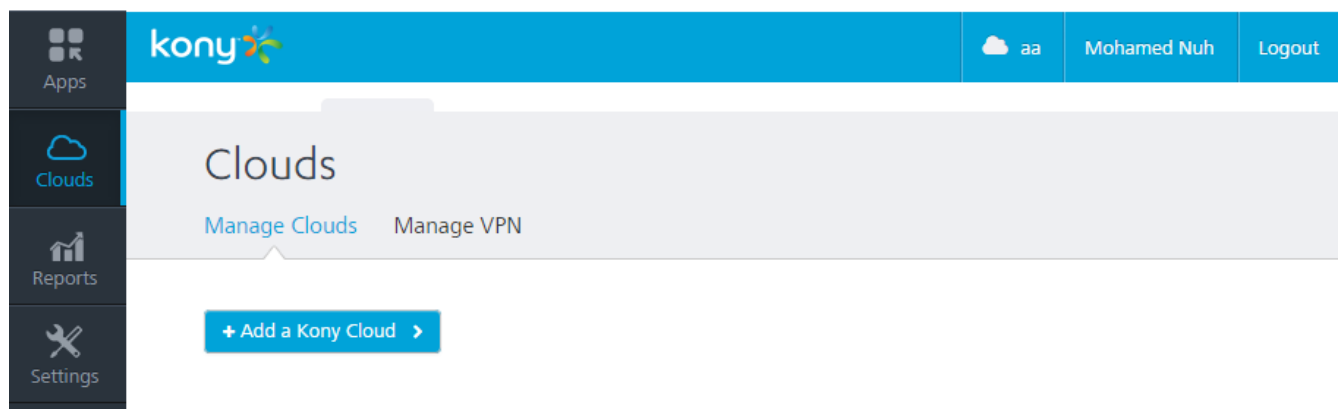 kony
aa
Mohamed Nuh
Logout
Apps
Clouds
Reports
Settings
Clouds
Manage Clouds
Manage VPN
+ Add a Kony Cloud >